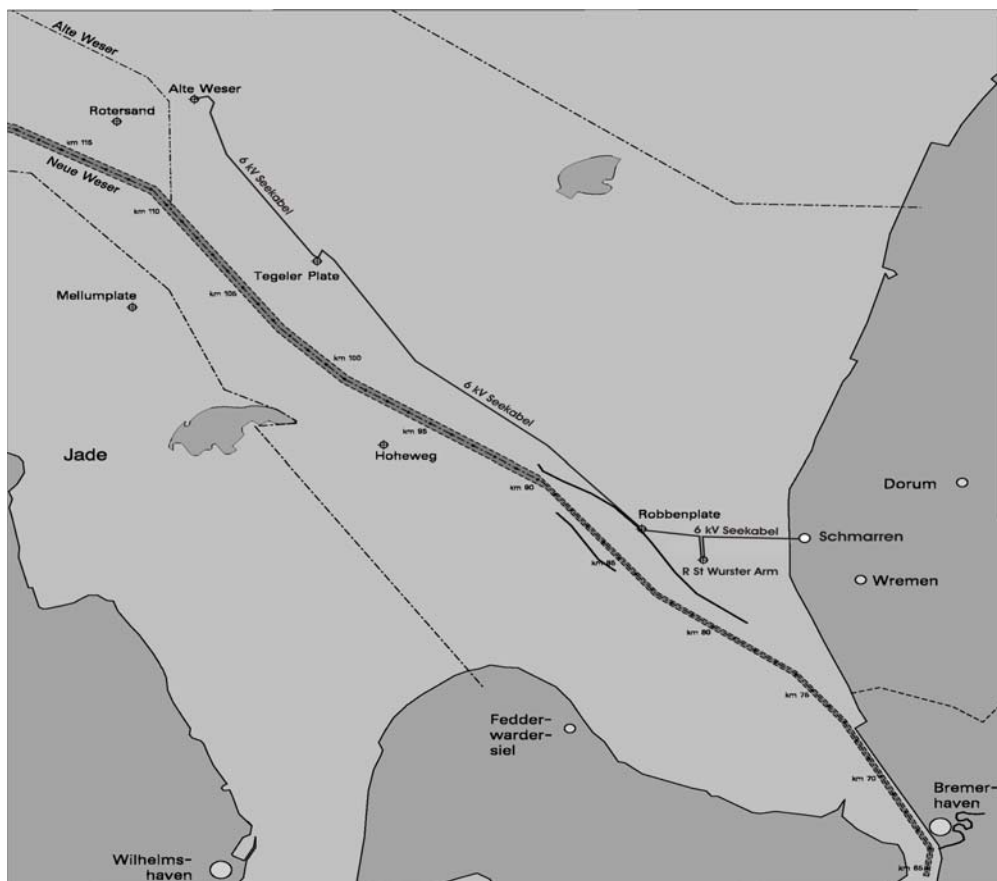 Alte Weser
Alte Weser
Rotersand
km 115
Neue Weser
km 110
6 kV Seekabel
Tegeler Plate
km 105
Mellumplate
km 100
6 kV Seekabel
km 95
Hoheweg
Jade
km 90
Dorum
Robbenplate
6 kV Seekabel
Schmarren
km 85
R St Wurster Arm
Wremen
km 80
km 75
Fedder-
warder-
siel
km 70
Bremer-
haven
Wilhelms-
haven
km 65